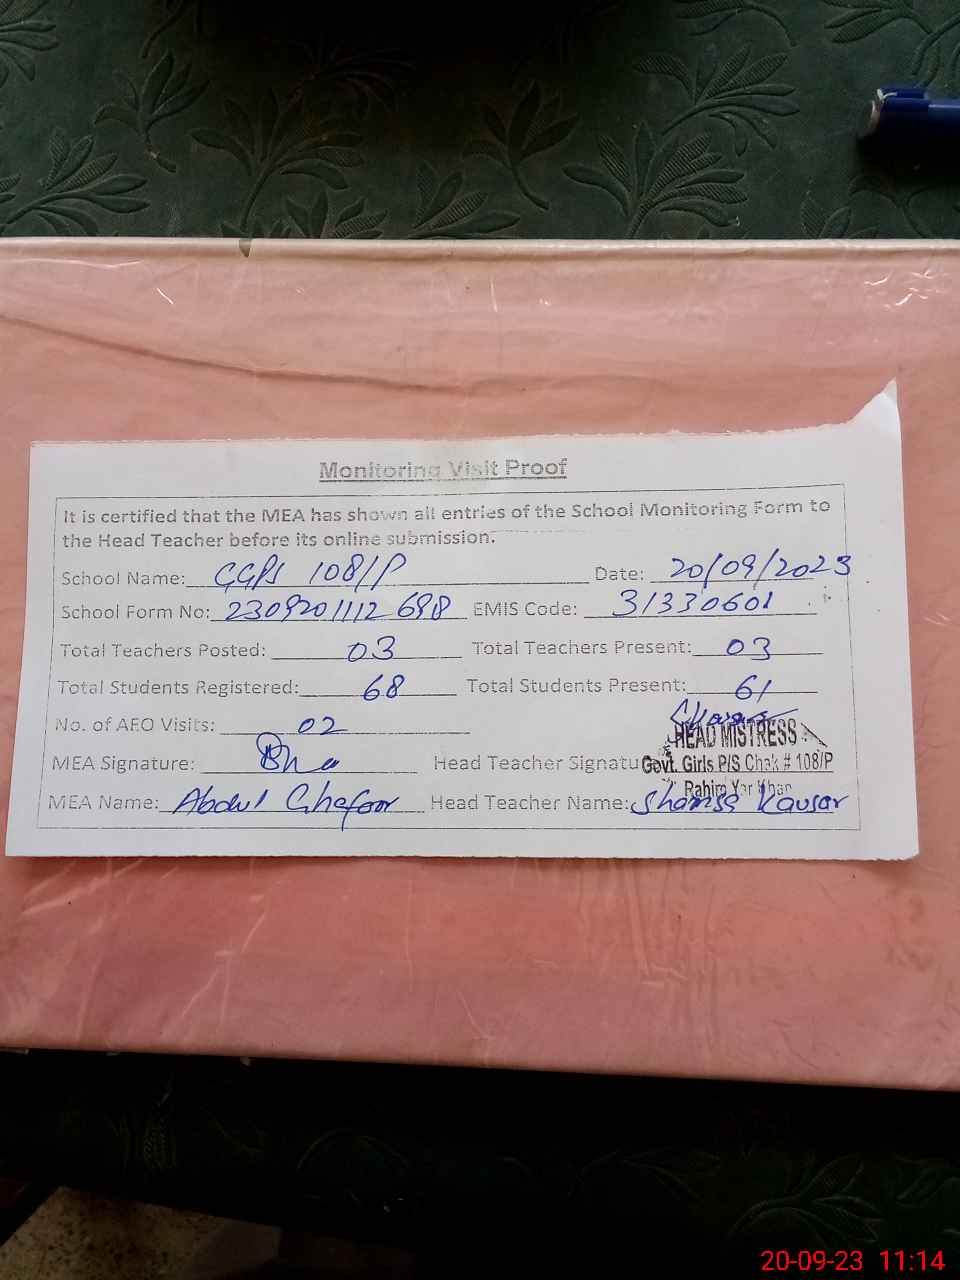 Monitoring Visit Proof
It is certified that the MEA has shown all entries of the School Monitoring Form to
the Head Teacher before its online submission.
School Name: GGPS 108/P Date: 20/09/2023
School Form No: 2309201112698 EMIS Code: 31330601
Total Teachers Posted: 03 Total Teachers Present: 03
Total Students Registered: 68 Total Students Present: 61
No. of AEO Visits: 02
HEAD MISTRESS
MEA Signature: Head Teacher Signatu Govt. Girls P/S Chak # 108/P
Rahim Yar Khan
MEA Name: Abdul Ghafoor Head Teacher Name: Shamsa Kausar
20-09-23 11:14